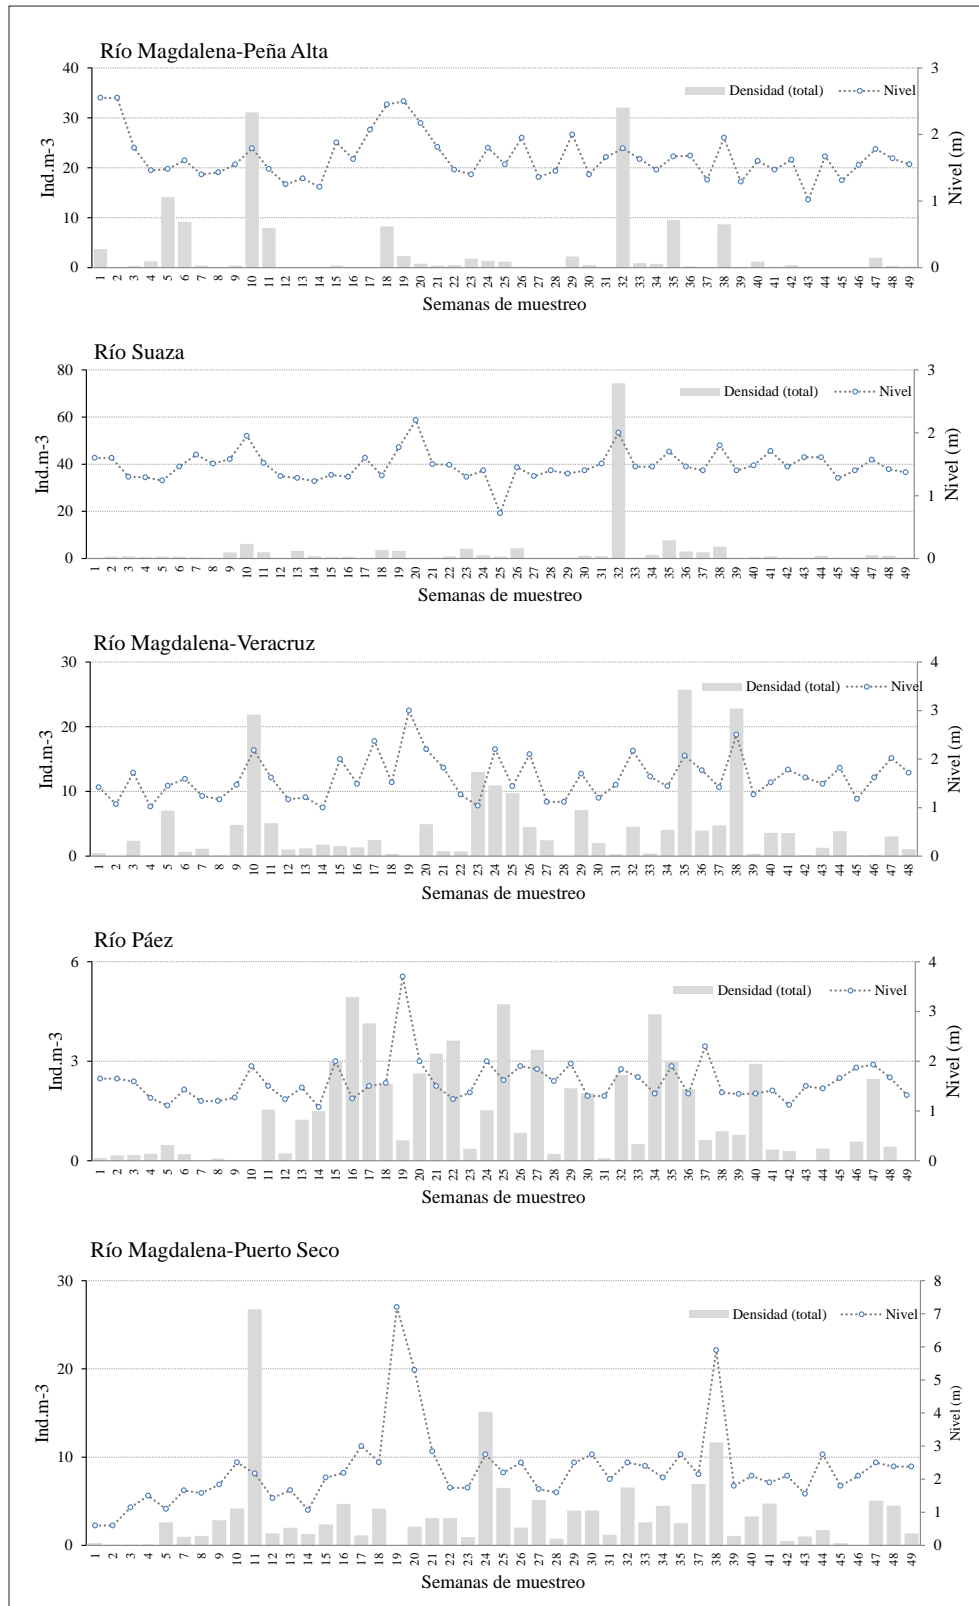 Río Magdalena-Peña Alta
40
30
20
10
0
Ind.m-3
3
2
1
0
Nivel (m)
Densidad (total) Nivel
1 2 3 4 5 6 7 8 9 10 11 12 13 14 15 16 17 18 19 20 21 22 23 24 25 26 27 28 29 30 31 32 33 34 35 36 37 38 39 40 41 42 43 44 45 46 47 48 49
Semanas de muestreo
Río Suaza
80
60
40
20
0
Ind.m-3
3
2
1
0
Nivel (m)
Densidad (total) Nivel
1 2 3 4 5 6 7 8 9 10 11 12 13 14 15 16 17 18 19 20 21 22 23 24 25 26 27 28 29 30 31 32 33 34 35 36 37 38 39 40 41 42 43 44 45 46 47 48 49
Semanas de muestreo
Río Magdalena-Veracruz
30
20
10
0
Ind.m-3
4
3
2
1
0
Nivel (m)
Densidad (total) Nivel
1 2 3 4 5 6 7 8 9 10 11 12 13 14 15 16 17 18 19 20 21 22 23 24 25 26 27 28 29 30 31 32 33 34 35 36 37 38 39 40 41 42 43 44 45 46 47 48
Semanas de muestreo
Río Páez
6
3
0
Ind.m-3
4
3
2
1
0
Nivel (m)
Densidad (total) Nivel
1 2 3 4 5 6 7 8 9 10 11 12 13 14 15 16 17 18 19 20 21 22 23 24 25 26 27 28 29 30 31 32 33 34 35 36 37 38 39 40 41 42 43 44 45 46 47 48 49
Semanas de muestreo
Río Magdalena-Puerto Seco
30
20
10
0
Ind.m-3
8
7
6
5
4
3
2
1
0
Nivel (m)
Densidad (total) Nivel
1 2 3 4 5 7 8 9 10 11 12 13 14 15 16 17 18 19 20 21 22 23 24 25 26 27 28 29 30 31 32 33 34 35 37 38 39 40 41 42 43 44 45 46 47 48 49
Semanas de muestreo